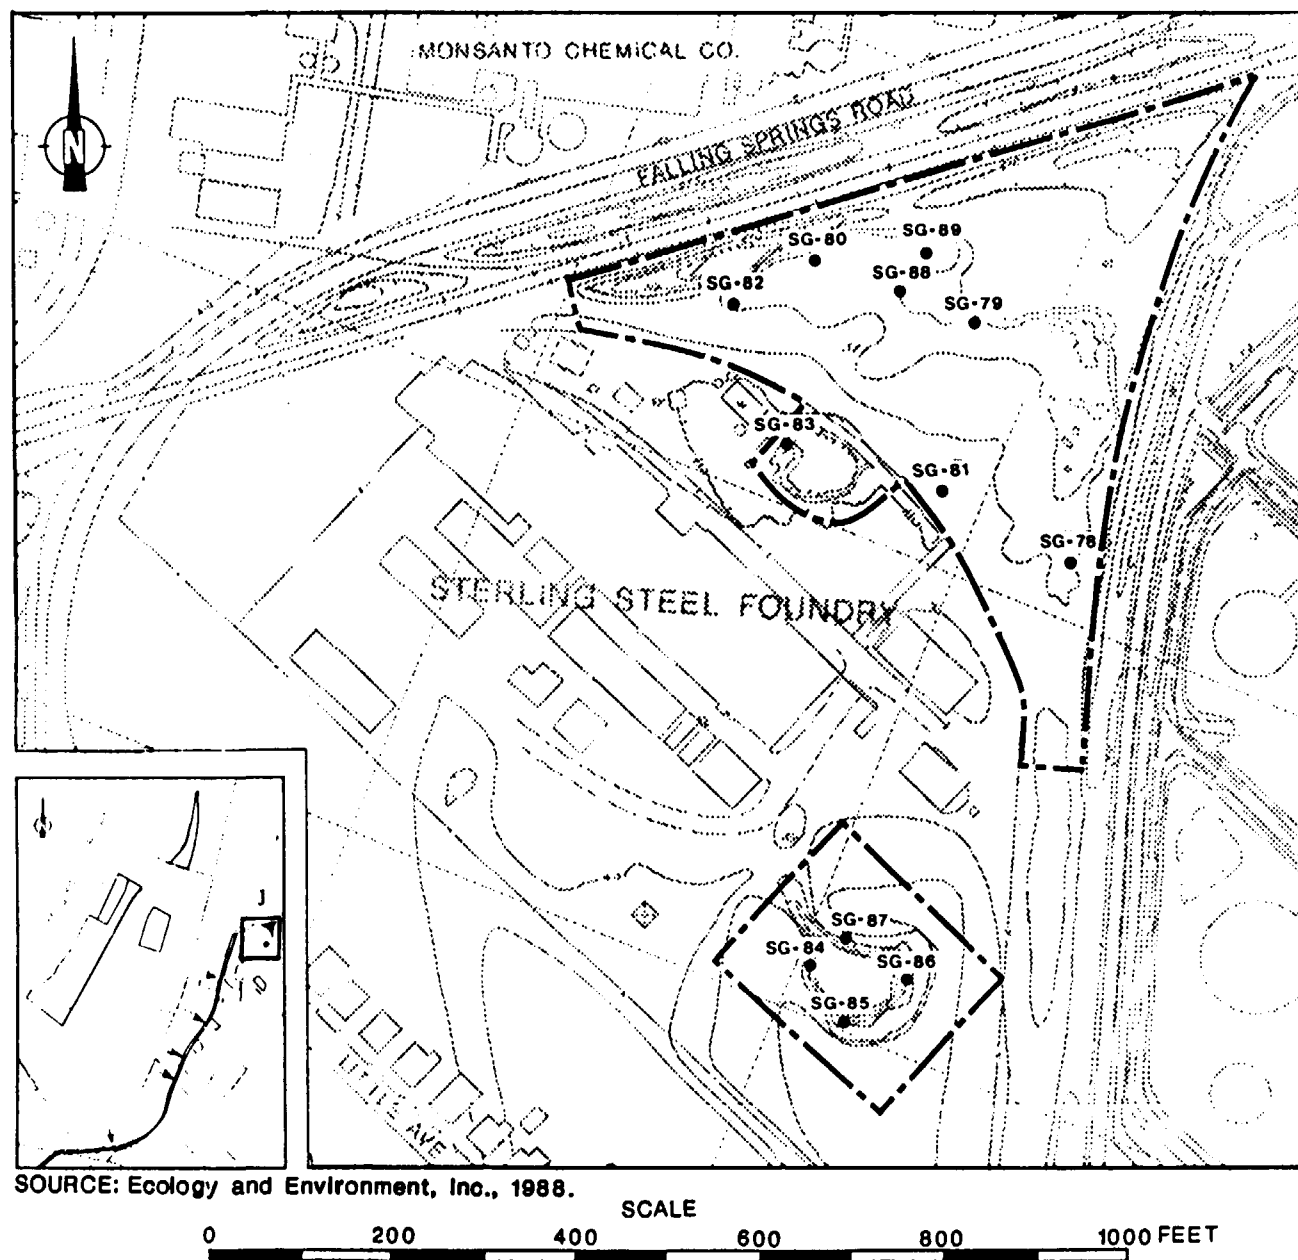 MONSANTO CHEMICAL CO.
FALLING SPRINGS ROAD
N
SG-80
SG-89
SG-88
SG-82
SG-79
SG-83
SG-81
SG-78
STERLING STEEL FOUNDRY
J
SG-87
SG-84
SG-86
SG-85
AVE
SOURCE: Ecology and Environment, Inc., 1988.
SCALE
0 200 400 600 800 1000 FEET